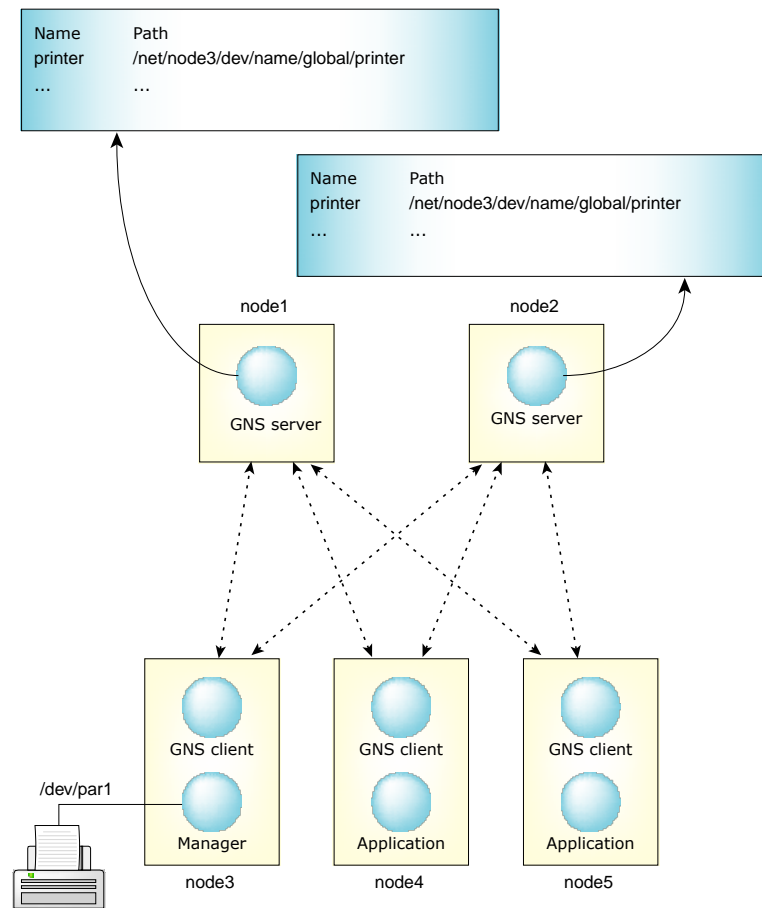 Name Path
printer /net/node3/dev/name/global/printer
... ...
Name Path
printer /net/node3/dev/name/global/printer
... ...
node1 node2
GNS server GNS server
GNS client GNS client GNS client
/dev/par1
Manager Application Application
node3 node4 node5